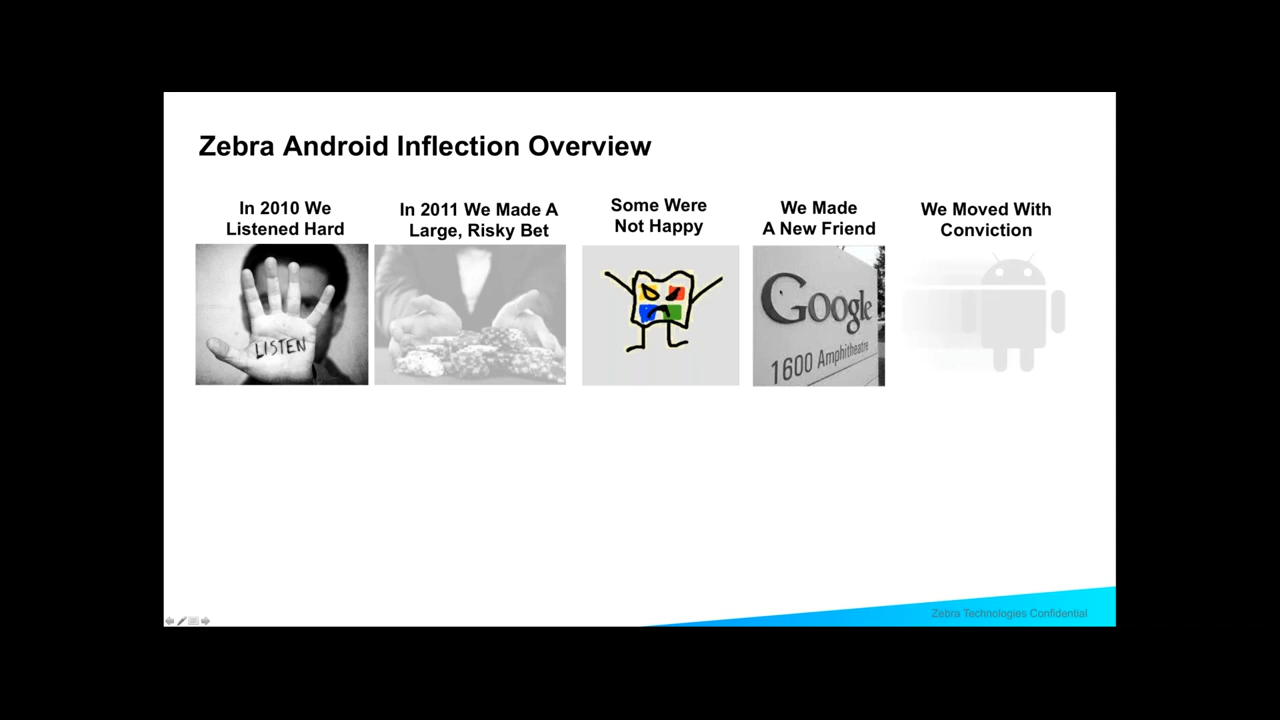 Zebra Android Inflection Overview
In 2010 We
Listened Hard
In 2011 We Made A
Large, Risky Bet
Some Were
Not Happy
We Made
A New Friend
We Moved With
Conviction
LISTEN
Google
1600 Amphitheatre
Zebra Technologies Confidential